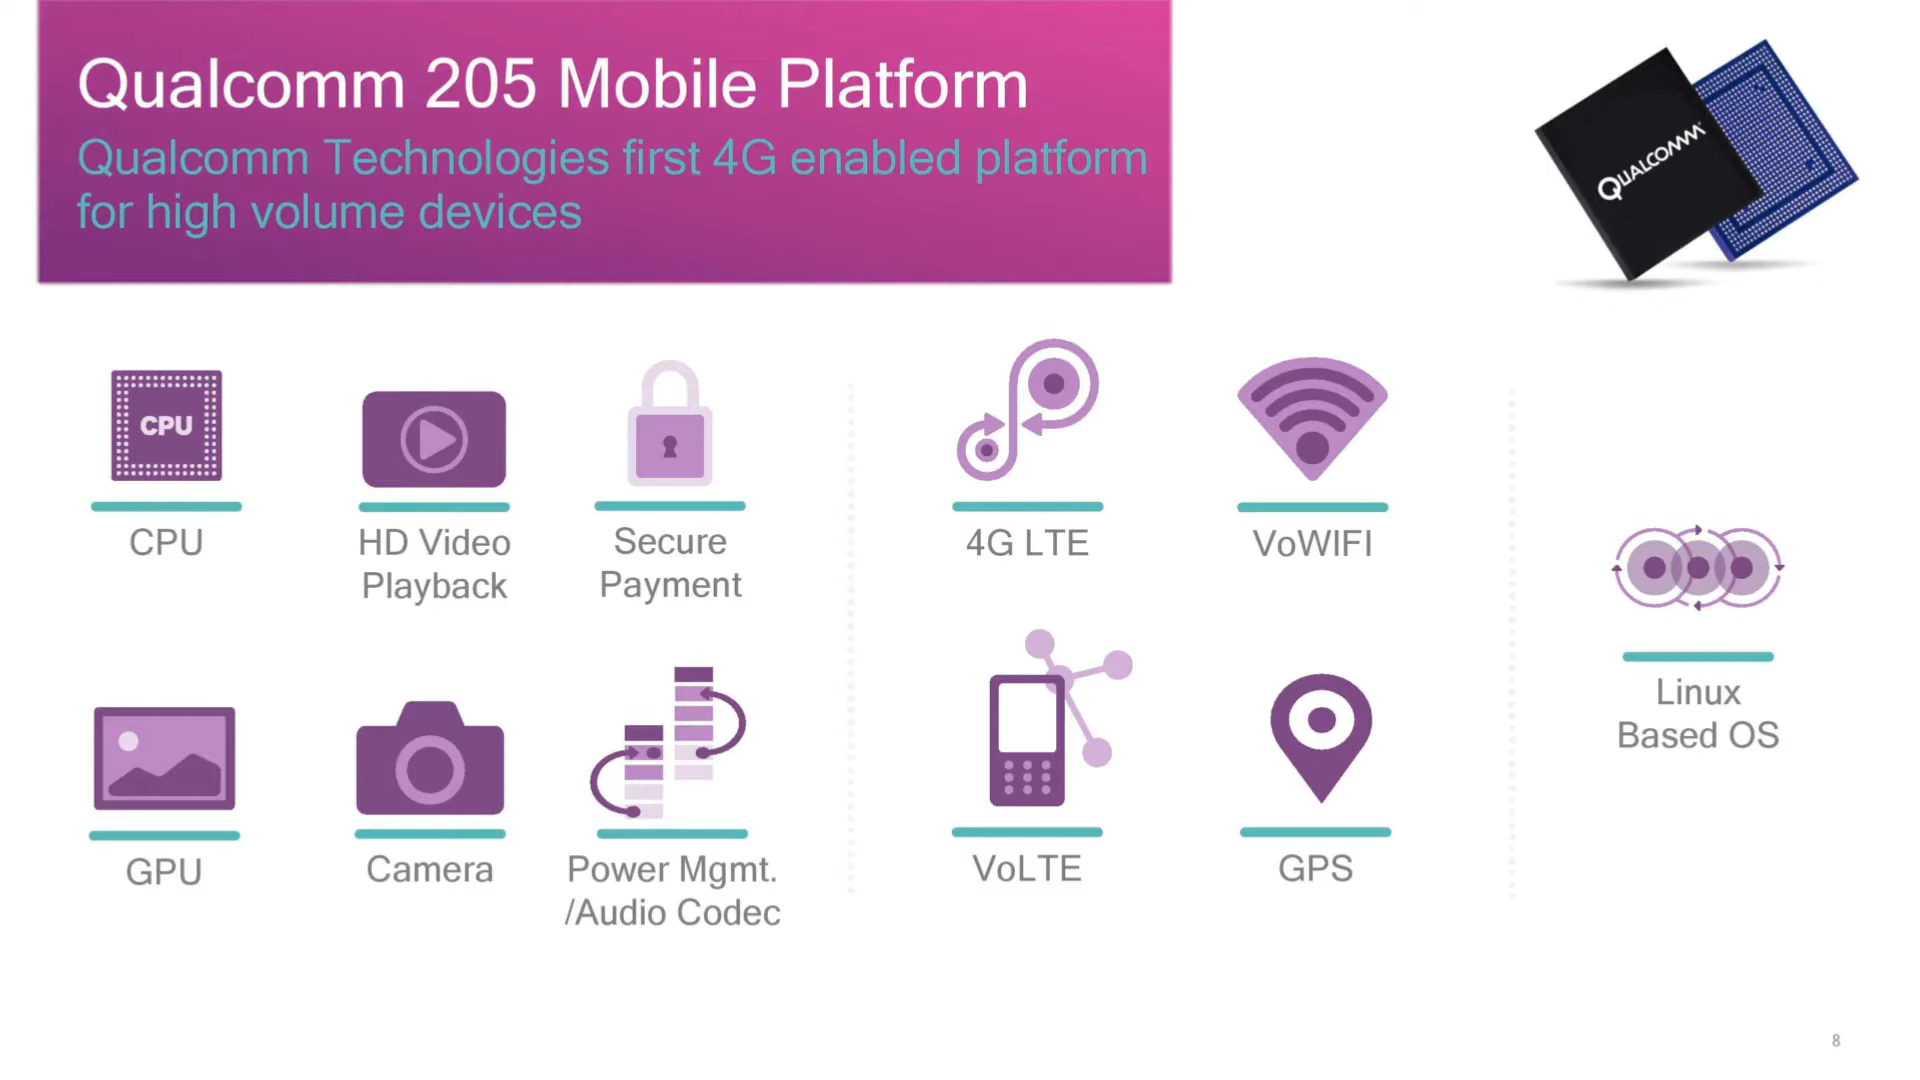 Qualcomm 205 Mobile Platform
Qualcomm Technologies first 4G enabled platform
for high volume devices
QUALCOMM
CPU
CPU
HD Video
Playback
Secure
Payment
GPU
Camera
Power Mgmt.
/Audio Codec
4G LTE
VoWIFI
VoLTE
GPS
Linux
Based OS
8